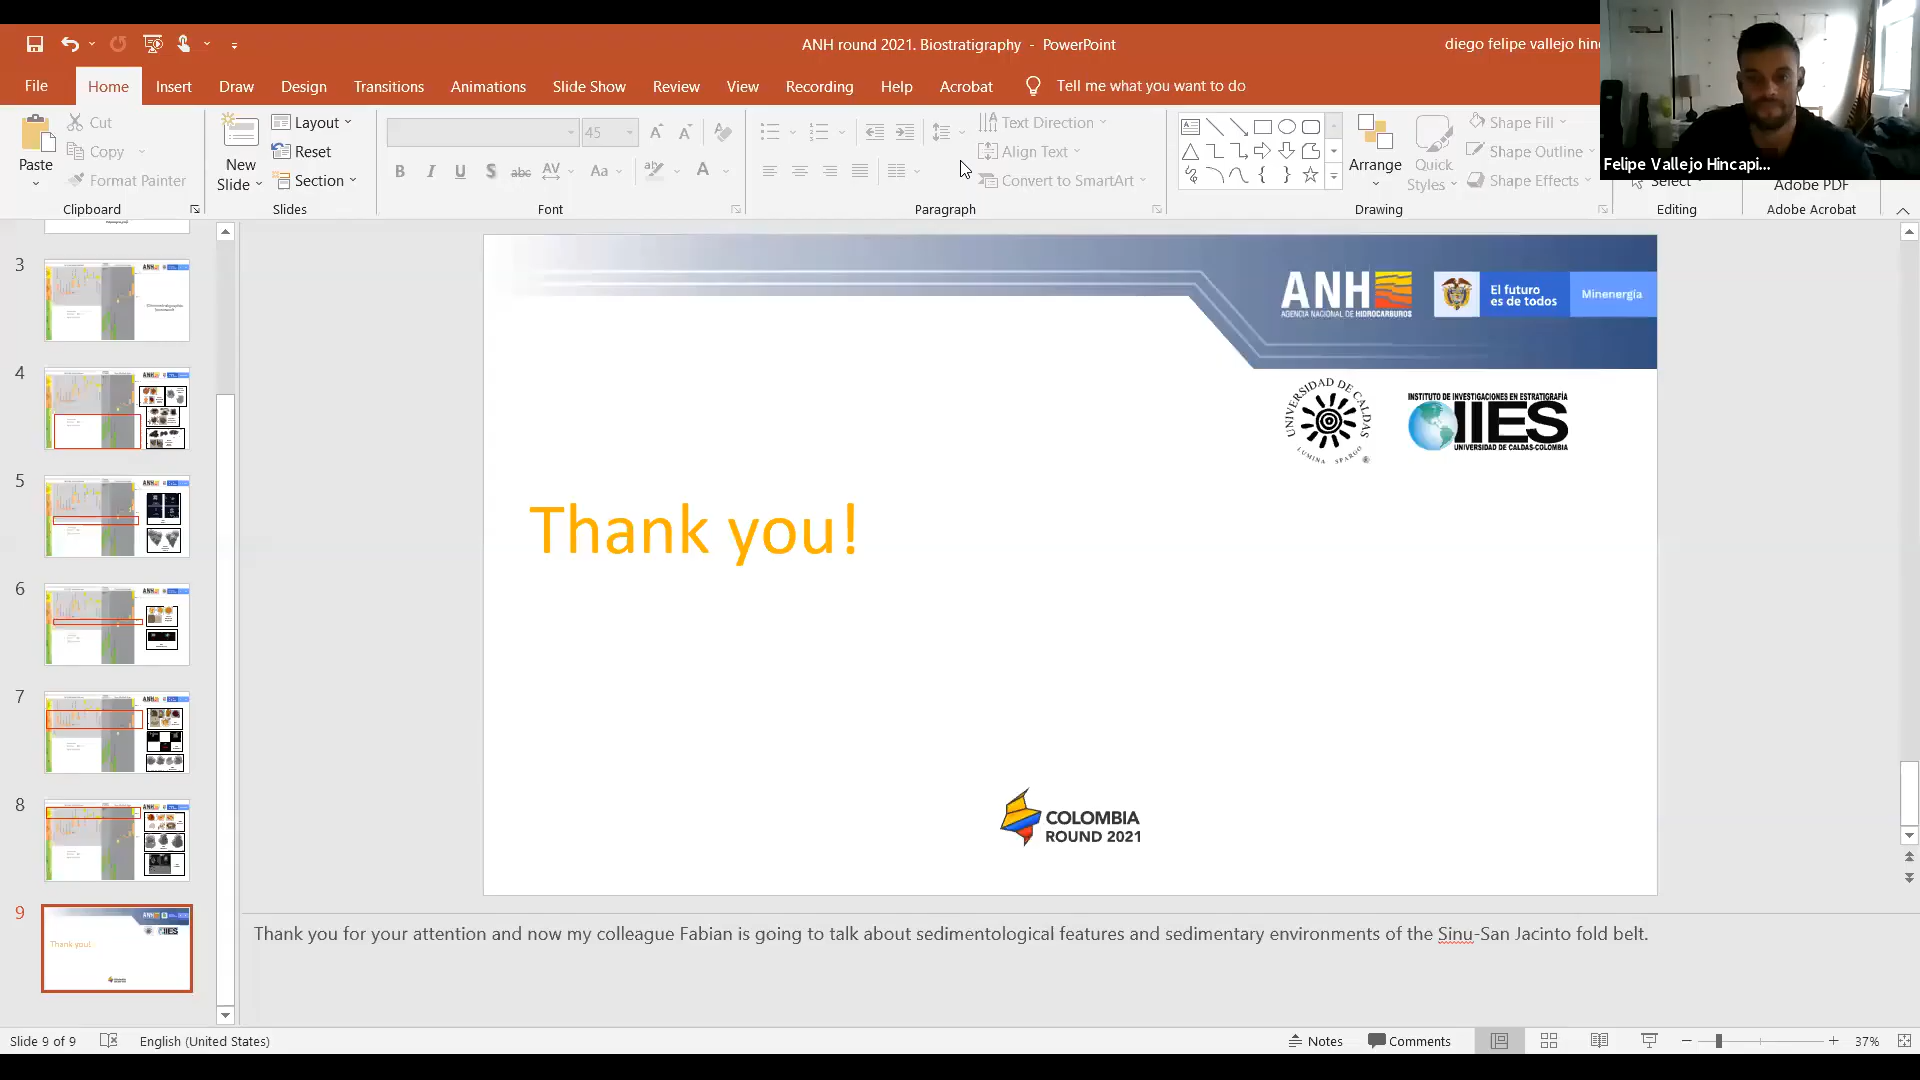 ANH round 2021. Biostratigraphy - PowerPoint
diego felipe vallejo hin
File Home Insert Draw Design Transitions Animations Slide Show Review View Recording Help Acrobat Tell me what you want to do
Paste
Cut
Copy
Format Painter
Clipboard
New
Slide
Layout
Reset
Section
Slides
45
B I U S abc AV Aa A
Font
Text Direction
Align Text
Convert to SmartArt
Paragraph
Arrange
Quick
Styles
Shape Fill
Shape Outline
Shape Effects
Drawing
Select
Editing
Adobe PDF
Adobe Acrobat
Felipe Vallejo Hincapi...
3
4
5
6
7
8
9
ANH
AGENCIA NACIONAL DE HIDROCARBUROS
El futuro
es de todos
Minenergía
UNIVERSIDAD DE CALDAS
LUMINA SPARGO
®
INSTITUTO DE INVESTIGACIONES EN ESTRATIGRAFÍA
IIES
UNIVERSIDAD DE CALDAS-COLOMBIA
Thank you!
COLOMBIA
ROUND 2021
Thank you for your attention and now my colleague Fabian is going to talk about sedimentological features and sedimentary environments of the Sinu-San Jacinto fold belt.
Slide 9 of 9 English (United States) Notes Comments 37%